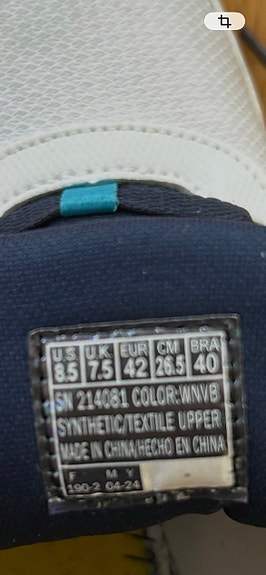 U.S U.K EUR CM BRA
8.5 7.5 42 26.5 40
SN 214081 COLOR:WNVB
SYNTHETIC/TEXTILE UPPER
MADE IN CHINA/HECHO EN CHINA
F M Y
190-2 04-24